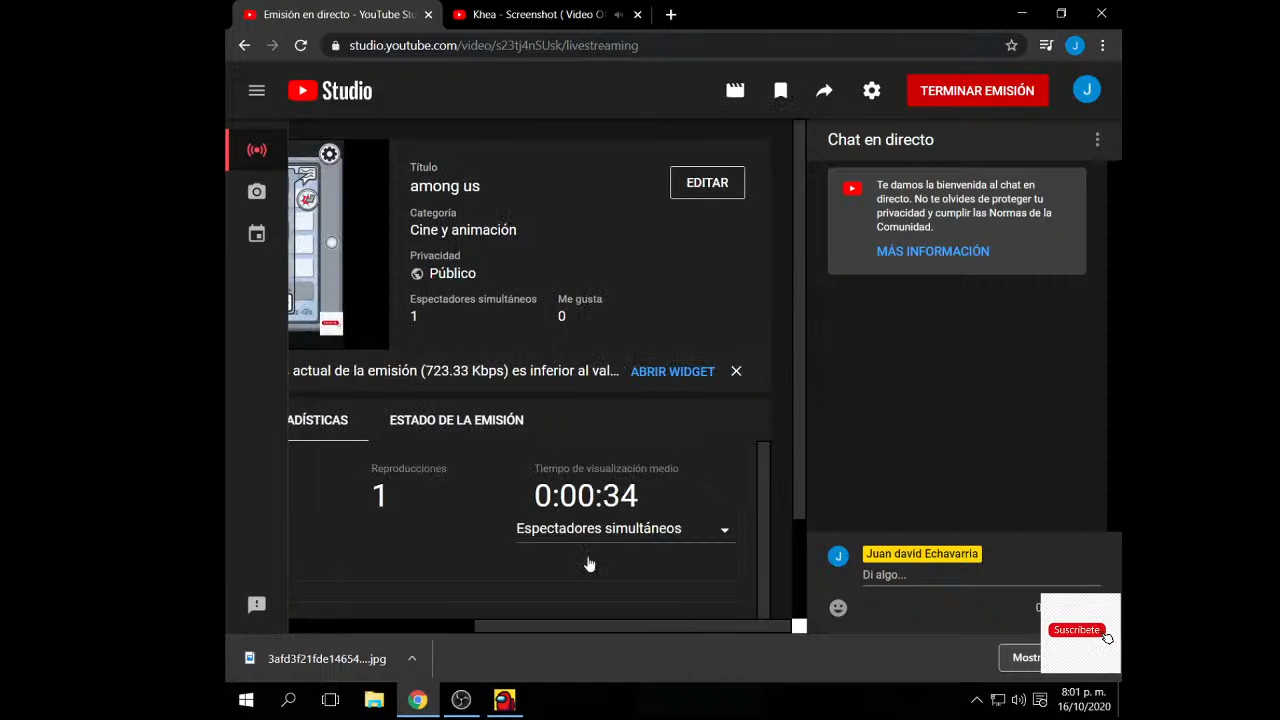 Emisión en directo - YouTube Stu
Khea - Screenshot ( Video O
studio.youtube.com/video/s23tj4nSUsk/livestreaming
J
Studio
TERMINAR EMISIÓN
J
Título
among us
EDITAR
Categoría
Cine y animación
Privacidad
Público
Espectadores simultáneos
Me gusta
1
0
actual de la emisión (723.33 Kbps) es inferior al val...
ABRIR WIDGET
ADÍSTICAS
ESTADO DE LA EMISIÓN
Reproducciones
Tiempo de visualización medio
1
0:00:34
Espectadores simultáneos
Chat en directo
Te damos la bienvenida al chat en
directo. No te olvides de proteger tu
privacidad y cumplir las Normas de la
Comunidad.
MÁS INFORMACIÓN
J
Juan david Echavarria
Di algo...
0
Suscríbete
3afd3f21fde14654....jpg
Mostr
8:01 p. m.
16/10/2020